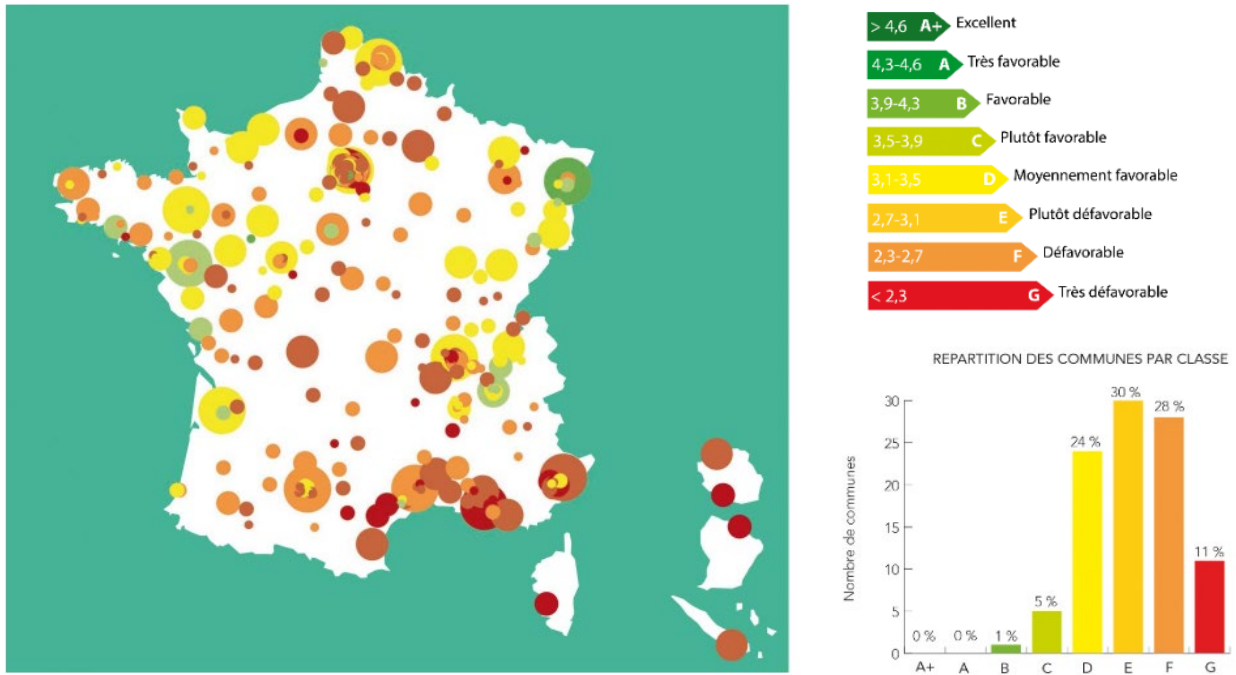 > 4,6 A+ Excellent
4,3-4,6 A Très favorable
3,9-4,3 B Favorable
3,5-3,9 C Plutôt favorable
3,1-3,5 D Moyennement favorable
2,7-3,1 E Plutôt défavorable
2,3-2,7 F Défavorable
< 2,3 G Très défavorable
REPARTITION DES COMMUNES PAR CLASSE
Nombre de communes
30
25
20
15
10
5
0
0 %
0 %
1 %
5 %
24 %
30 %
28 %
11 %
A+ A B C D E F G